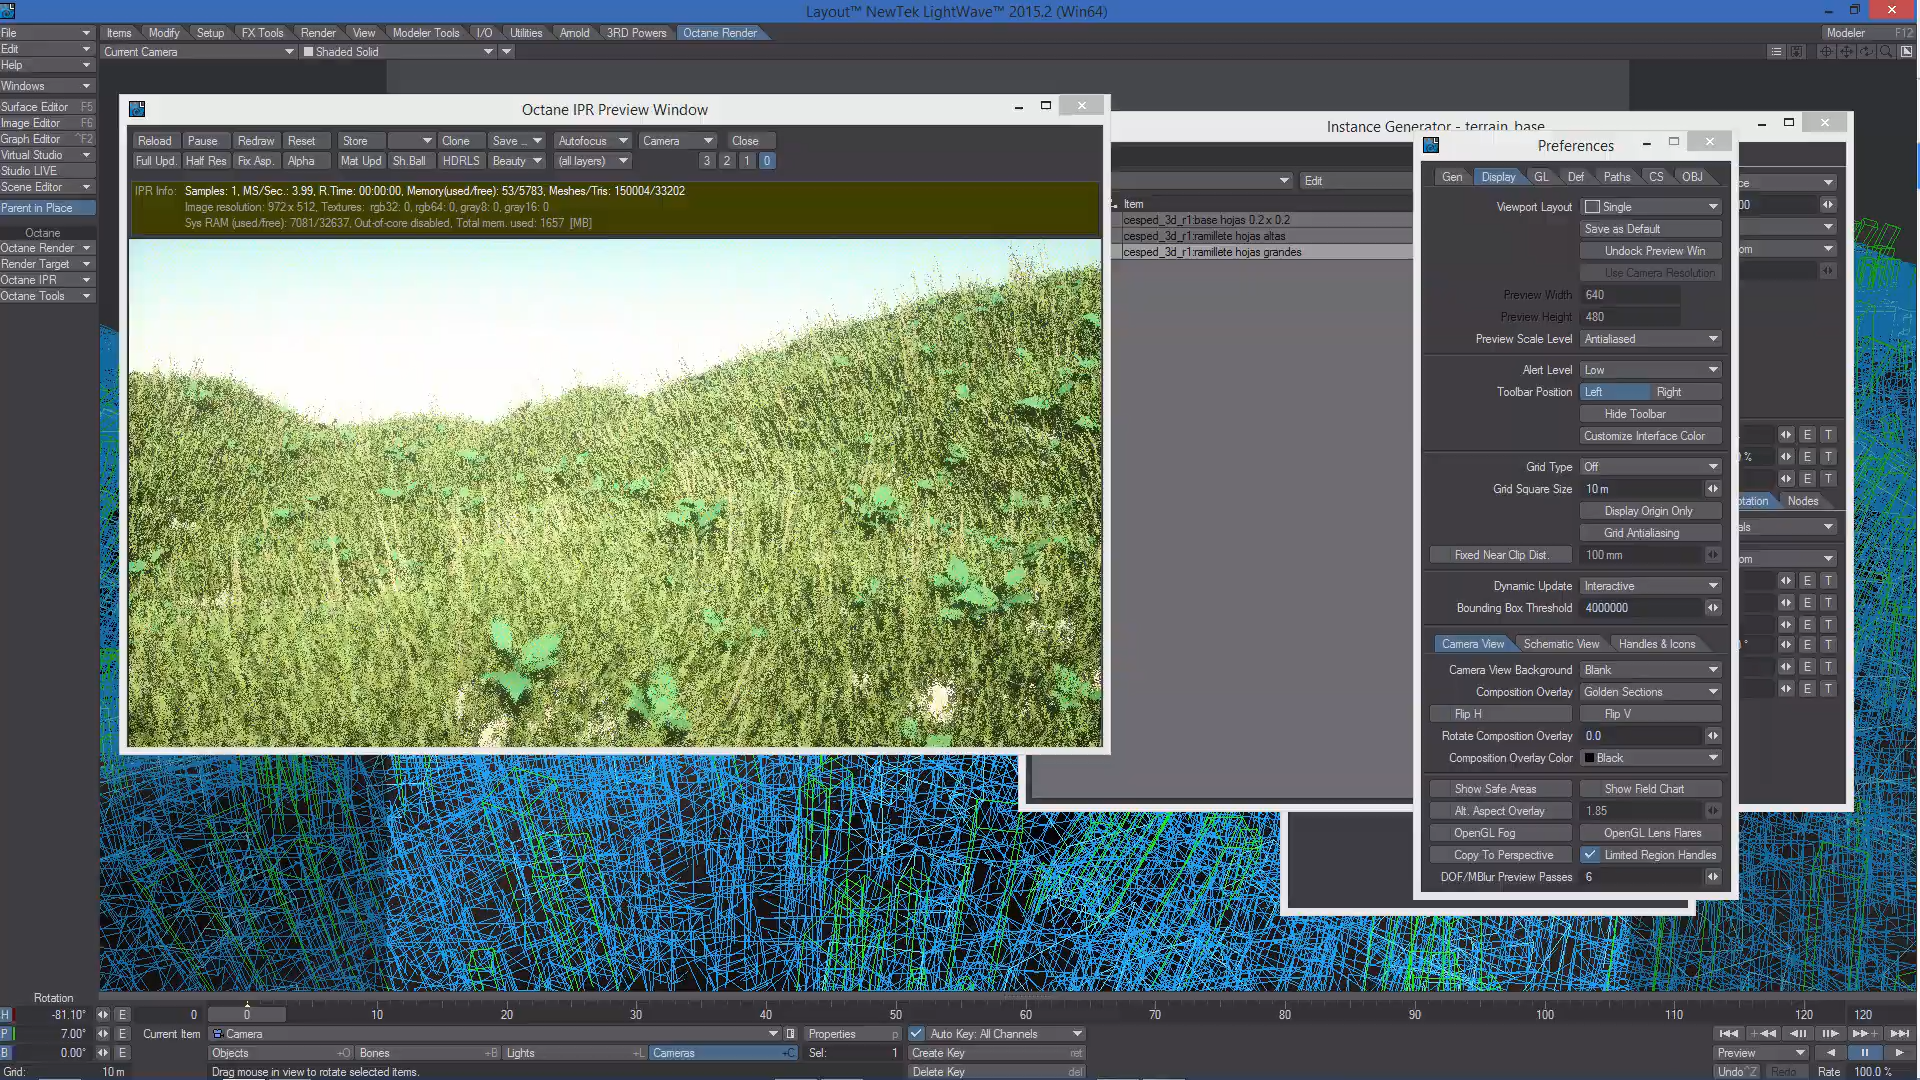 Layout™ NewTek LightWave™ 2015.2 (Win64)
File Items Modify Setup FX Tools Render View Modeler Tools I/O Utilities Arnold 3RD Powers Octane Render Modeler F12
Edit Current Camera Shaded Solid
Help
Windows
Surface Editor F5
Image Editor F6
Graph Editor ^F2
Virtual Studio
Studio LIVE
Scene Editor
Parent in Place
Octane
Octane Render
Render Target
Octane IPR
Octane Tools
Octane IPR Preview Window
Reload Pause Redraw Reset Store Clone Save ... Autofocus Camera Close
Full Upd. Half Res Fix Asp. Alpha Mat Upd Sh.Ball HDRLS Beauty (all layers) 3 2 1 0
IPR Info: Samples: 1, MS/Sec.: 3.99, R.Time: 00:00:00, Memory(used/free): 53/5783, Meshes/Tris: 150004/33202
Image resolution: 972 x 512, Textures: rgb32: 0, rgb64: 0, gray8: 0, gray16: 0
Sys RAM (used/free): 7081/32637, Out-of-core disabled, Total mem. used: 1657 [MB]
Instance Generator - terrain_base
Edit
Item
cesped_3d_r1:base hojas 0.2 x 0.2
cesped_3d_r1:ramillete hojas altas
cesped_3d_r1:ramillete hojas grandes
Preferences
Gen Display GL Def Paths CS OBJ
Viewport Layout Single
Save as Default
Undock Preview Win
Use Camera Resolution
Preview Width 640
Preview Height 480
Preview Scale Level Antialiased
Alert Level Low
Toolbar Position Left Right
Hide Toolbar
Customize Interface Color
Grid Type Off
Grid Square Size 10 m
Display Origin Only
Grid Antialiasing
Fixed Near Clip Dist. 100 mm
Dynamic Update Interactive
Bounding Box Threshold 4000000
Camera View Schematic View Handles & Icons
Camera View Background Blank
Composition Overlay Golden Sections
Flip H Flip V
Rotate Composition Overlay 0.0
Composition Overlay Color Black
Show Safe Areas Show Field Chart
Alt. Aspect Overlay 1.85
OpenGL Fog OpenGL Lens Flares
Copy To Perspective Limited Region Handles
DOF/MBlur Preview Passes 6
E T
% E T
E T
Nodes
E T
E T
E T
E T
E T
E T
Rotation
H -81.10° E 0 0 10 20 30 40 50 60 70 80 90 100 110 120 120
P 7.00° E Current Item Camera Properties p Auto Key: All Channels
B 0.00° E Objects +O Bones +B Lights +L Cameras +C Sel: 1 Create Key ret Preview
Grid: 10 m Drag mouse in view to rotate selected items. Delete Key del Undo ^Z Redo Rate 100.0 %